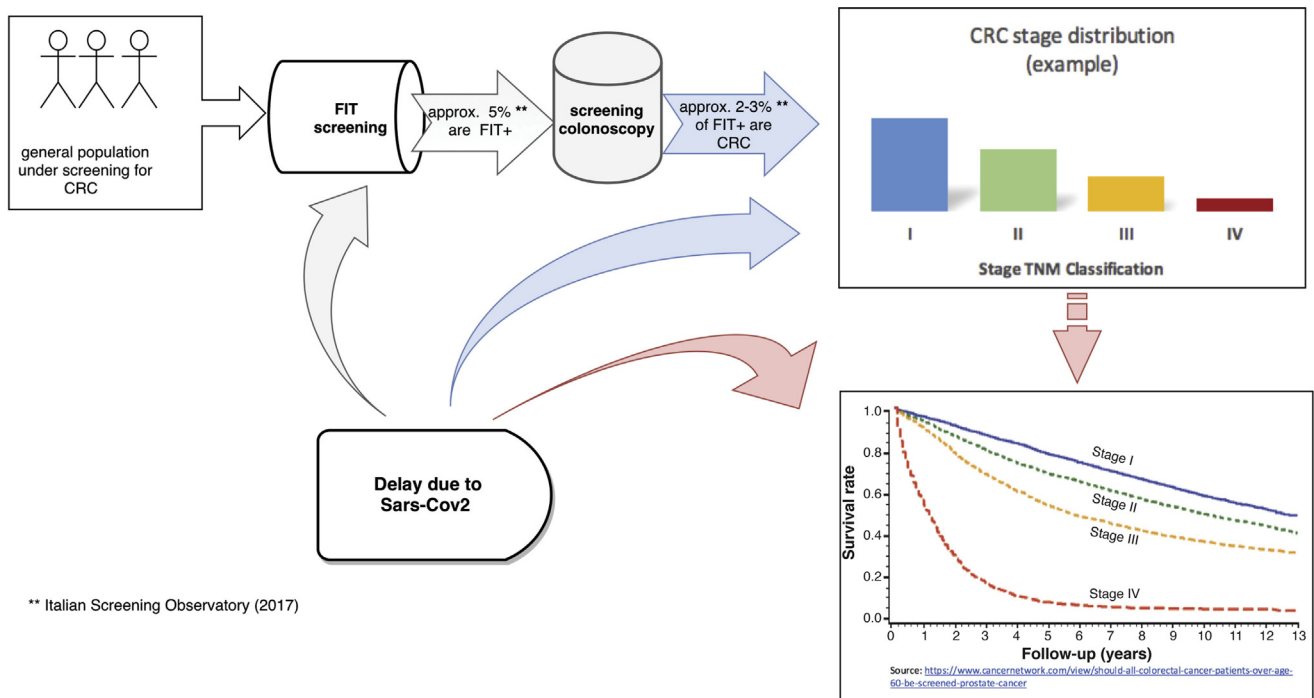 general population
under screening for
CRC
FIT
screening
approx. 5% **
are FIT+
screening
colonoscopy
approx. 2-3% **
of FIT+ are
CRC
CRC stage distribution
(example)
I II III IV
Stage TNM Classification
Delay due to
Sars-Cov2
** Italian Screening Observatory (2017)
Survival rate
1.0
0.8
0.6
0.4
0.2
0.0
Stage I
Stage II
Stage III
Stage IV
0 1 2 3 4 5 6 7 8 9 10 11 12 13
Follow-up (years)
Source: https://www.cancernetwork.com/view/should-all-colorectal-cancer-patients-over-age-
60-be-screened-prostate-cancer